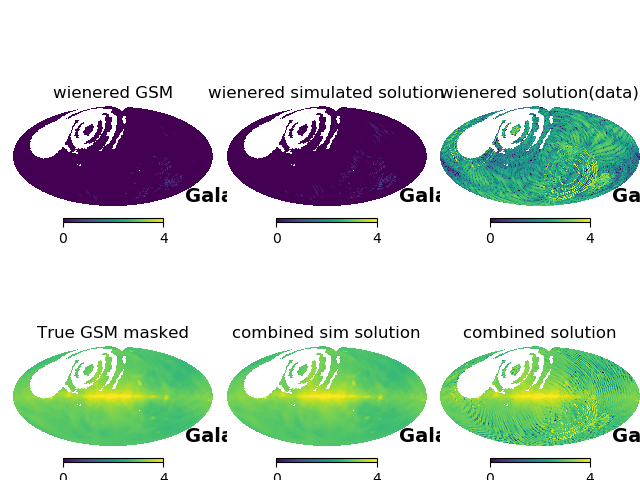 wienered GSM
wienered simulated solution
wienered solution(data)
Gala
Gala
Ga
0 4
0 4
0 4
True GSM masked
combined sim solution
combined solution
Gala
Gala
Ga
0 4
0 4
0 4